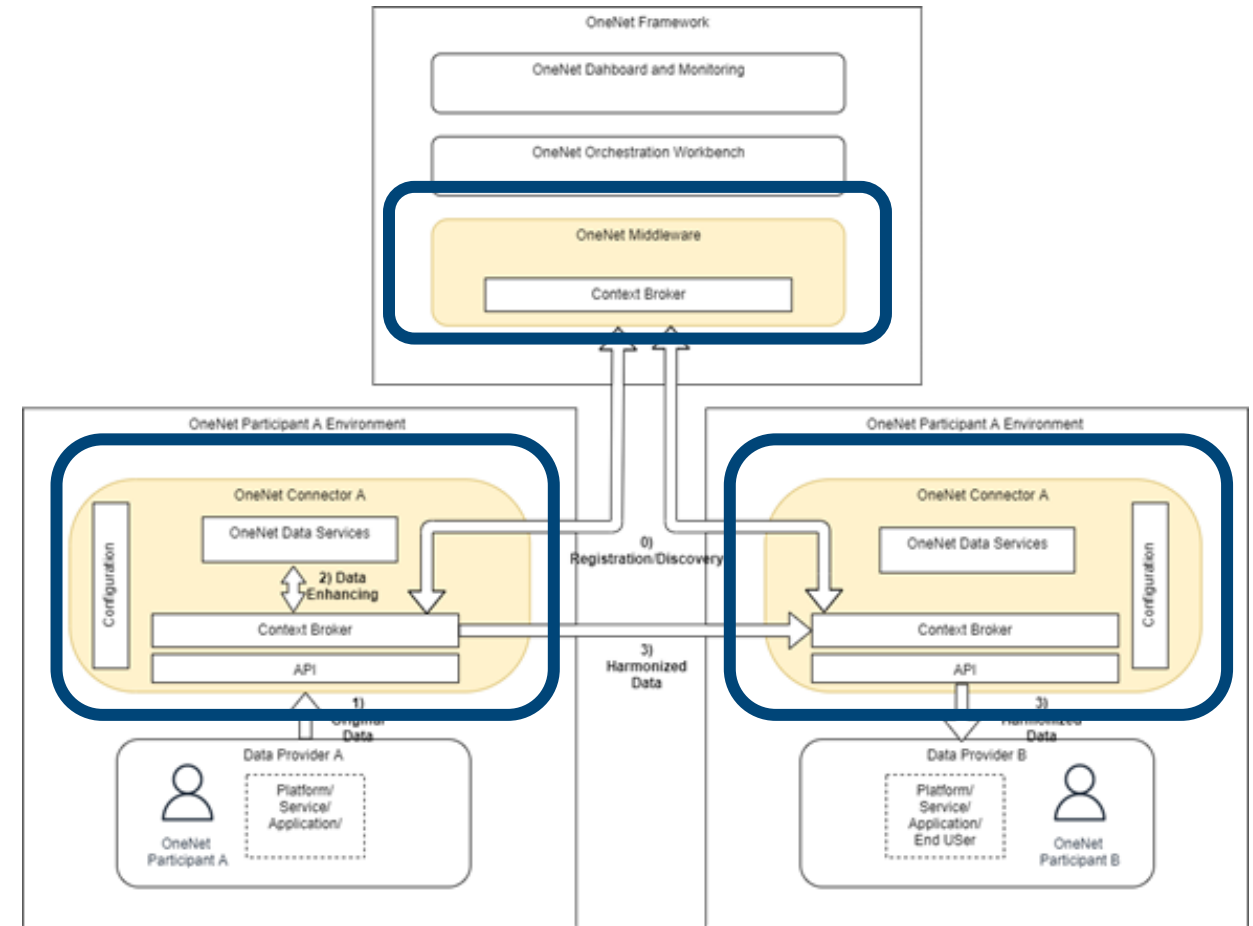 OneNet Framework
OneNet Dahboard and Monitoring
OneNet Orchestration Workbench
OneNet Middleware
Context Broker
OneNet Participant A Environment
OneNet Connector A
Configuration
OneNet Data Services
2) Data
Enhancing
Context Broker
API
1)
Original
Data
Data Provider A
Platform/
Service/
Application/
OneNet
Participant A
0)
Registration/Discovery
3)
Harmonized
Data
OneNet Participant A Environment
OneNet Connector A
OneNet Data Services
Configuration
Context Broker
API
3)
Harmonized
Data
Data Provider B
Platform/
Service/
Application/
End USer
OneNet
Participant B